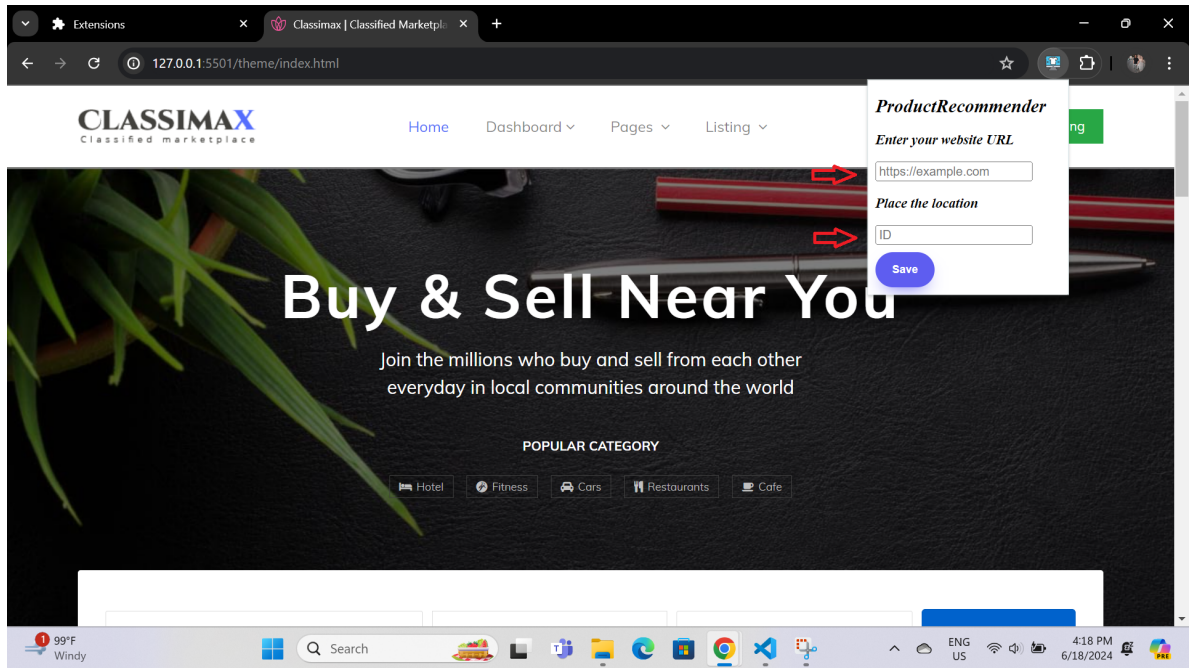 Extensions
Classimax | Classified Marketpla
127.0.0.1:5501/theme/index.html
CLASSIMAX
Classified marketplace
Home Dashboard Pages Listing
ng
ProductRecommender
Enter your website URL
https://example.com
Place the location
ID
Save
Buy & Sell Near You
Join the millions who buy and sell from each other
everyday in local communities around the world
POPULAR CATEGORY
Hotel Fitness Cars Restaurants Cafe
1
99°F
Windy
Search
ENG
US
4:18 PM
6/18/2024
PRE